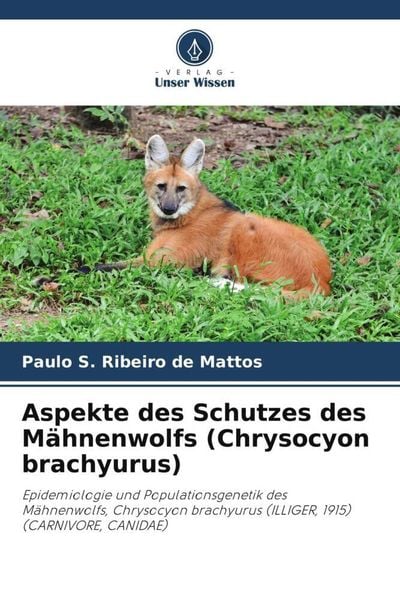 - V E R L A G -
Unser Wissen
Paulo S. Ribeiro de Mattos
Aspekte des Schutzes des
Mähnenwolfs (Chrysocyon
brachyurus)
Epidemiologie und Populationsgenetik des
Mähnenwolfs, Chrysocyon brachyurus (ILLIGER, 1915)
(CARNIVORE, CANIDAE)